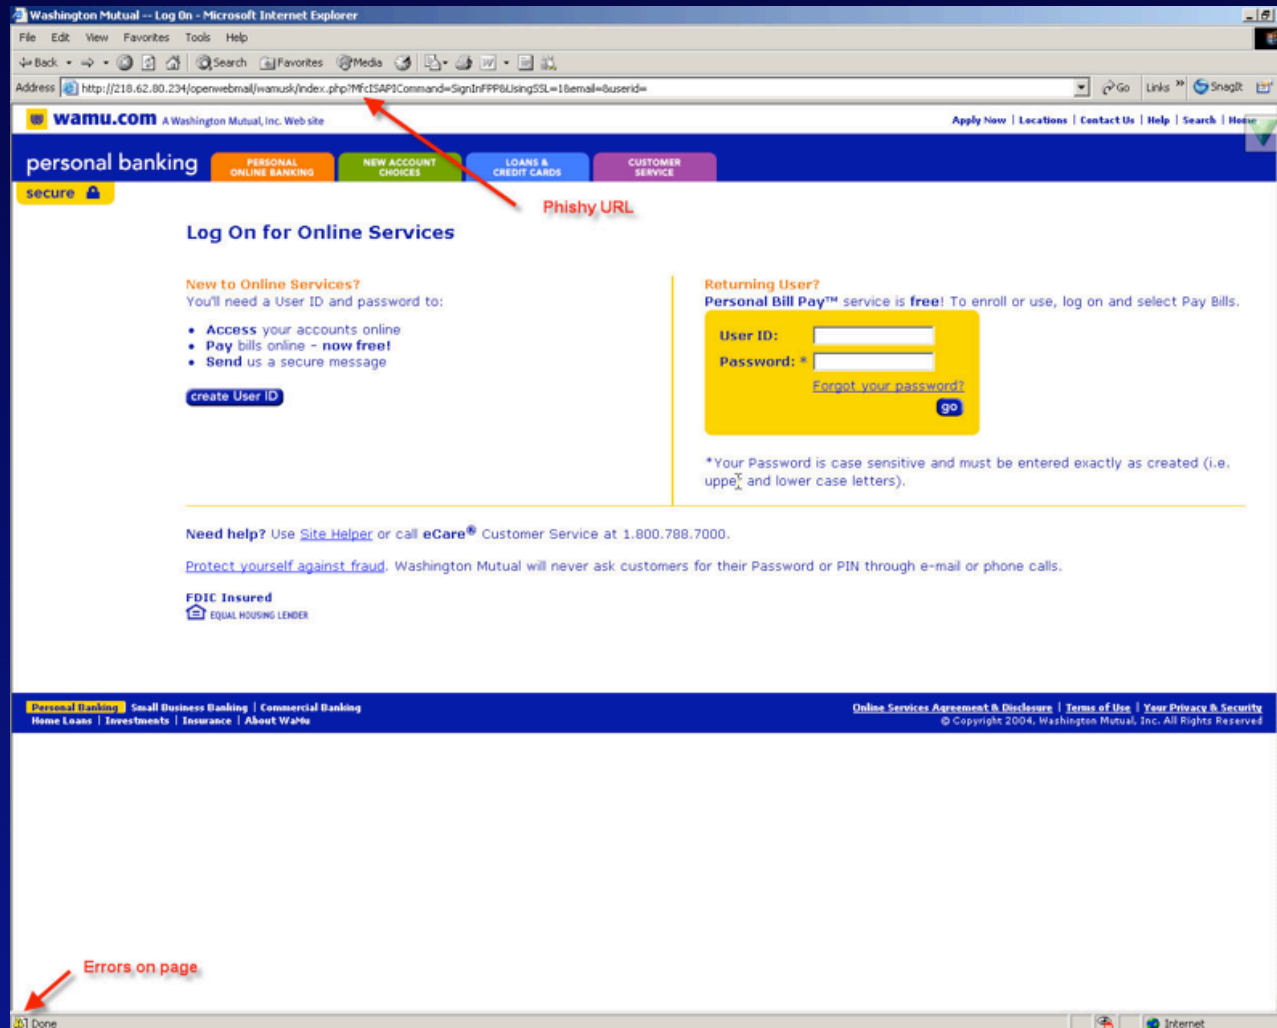 Washington Mutual -- Log On - Microsoft Internet Explorer
File Edit View Favorites Tools Help
Back Search Favorites Media
Address http://218.62.80.234/openwebmail/wamusk/index.php?MfcISAPICommand=SignInFPP&UsingSSL=1&email=&userid= Go Links » SnagIt
wamu.com A Washington Mutual, Inc. Web site Apply Now | Locations | Contact Us | Help | Search | Home
personal banking PERSONAL ONLINE BANKING NEW ACCOUNT CHOICES LOANS & CREDIT CARDS CUSTOMER SERVICE
secure
Phishy URL
Log On for Online Services
New to Online Services?
You'll need a User ID and password to:
• Access your accounts online
• Pay bills online - now free!
• Send us a secure message
create User ID
Returning User?
Personal Bill Pay™ service is free! To enroll or use, log on and select Pay Bills.
User ID:
Password: *
Forgot your password?
go
*Your Password is case sensitive and must be entered exactly as created (i.e.
upper and lower case letters).
Need help? Use Site Helper or call eCare® Customer Service at 1.800.788.7000.
Protect yourself against fraud. Washington Mutual will never ask customers for their Password or PIN through e-mail or phone calls.
FDIC Insured
EQUAL HOUSING LENDER
Personal Banking | Small Business Banking | Commercial Banking
Home Loans | Investments | Insurance | About WaMu
Online Services Agreement & Disclosure | Terms of Use | Your Privacy & Security
© Copyright 2004, Washington Mutual, Inc. All Rights Reserved
Errors on page
Done Internet